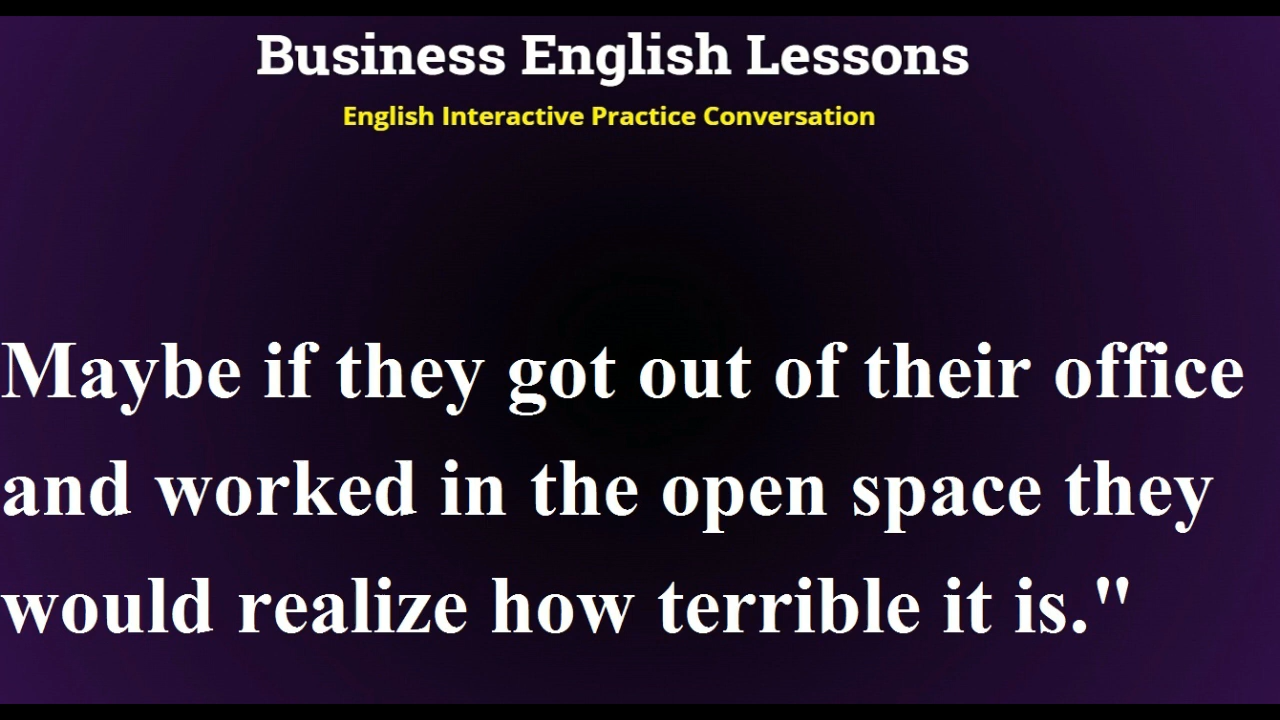 Business English Lessons
English Interactive Practice Conversation
Maybe if they got out of their office
and worked in the open space they
would realize how terrible it is."